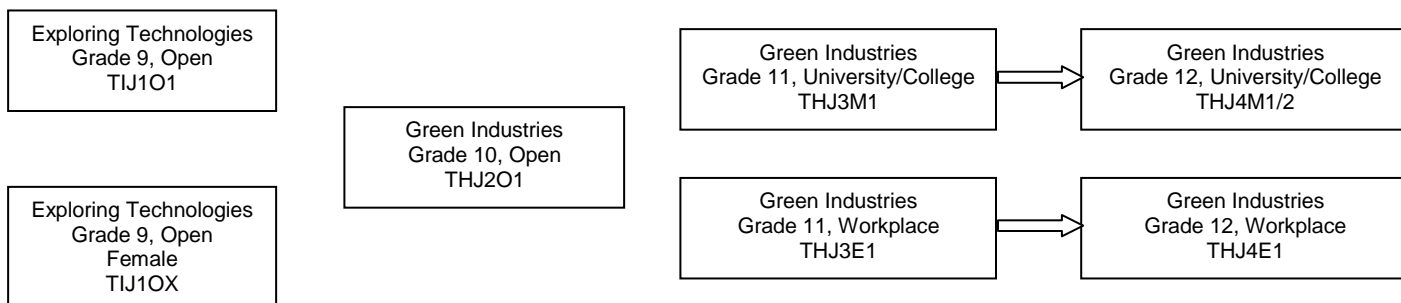 Exploring Technologies
Grade 9, Open
TIJ1O1
Exploring Technologies
Grade 9, Open
Female
TIJ1OX
Green Industries
Grade 10, Open
THJ2O1
Green Industries
Grade 11, University/College
THJ3M1
Green Industries
Grade 12, University/College
THJ4M1/2
Green Industries
Grade 11, Workplace
THJ3E1
Green Industries
Grade 12, Workplace
THJ4E1